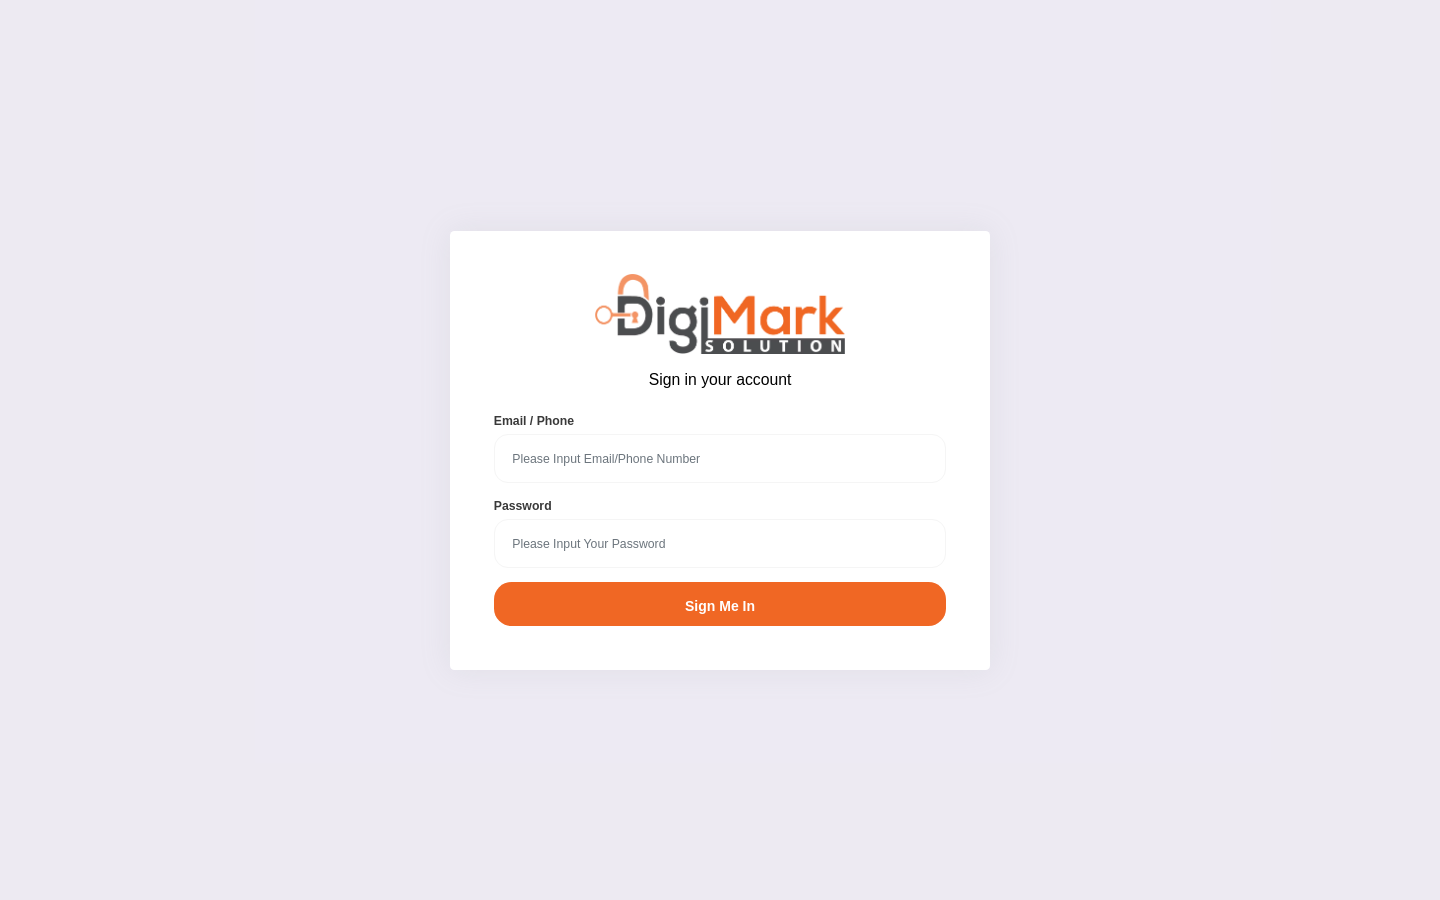 DigiMark
SOLUTION
Sign in your account
Email / Phone
Please Input Email/Phone Number
Password
Please Input Your Password
Sign Me In